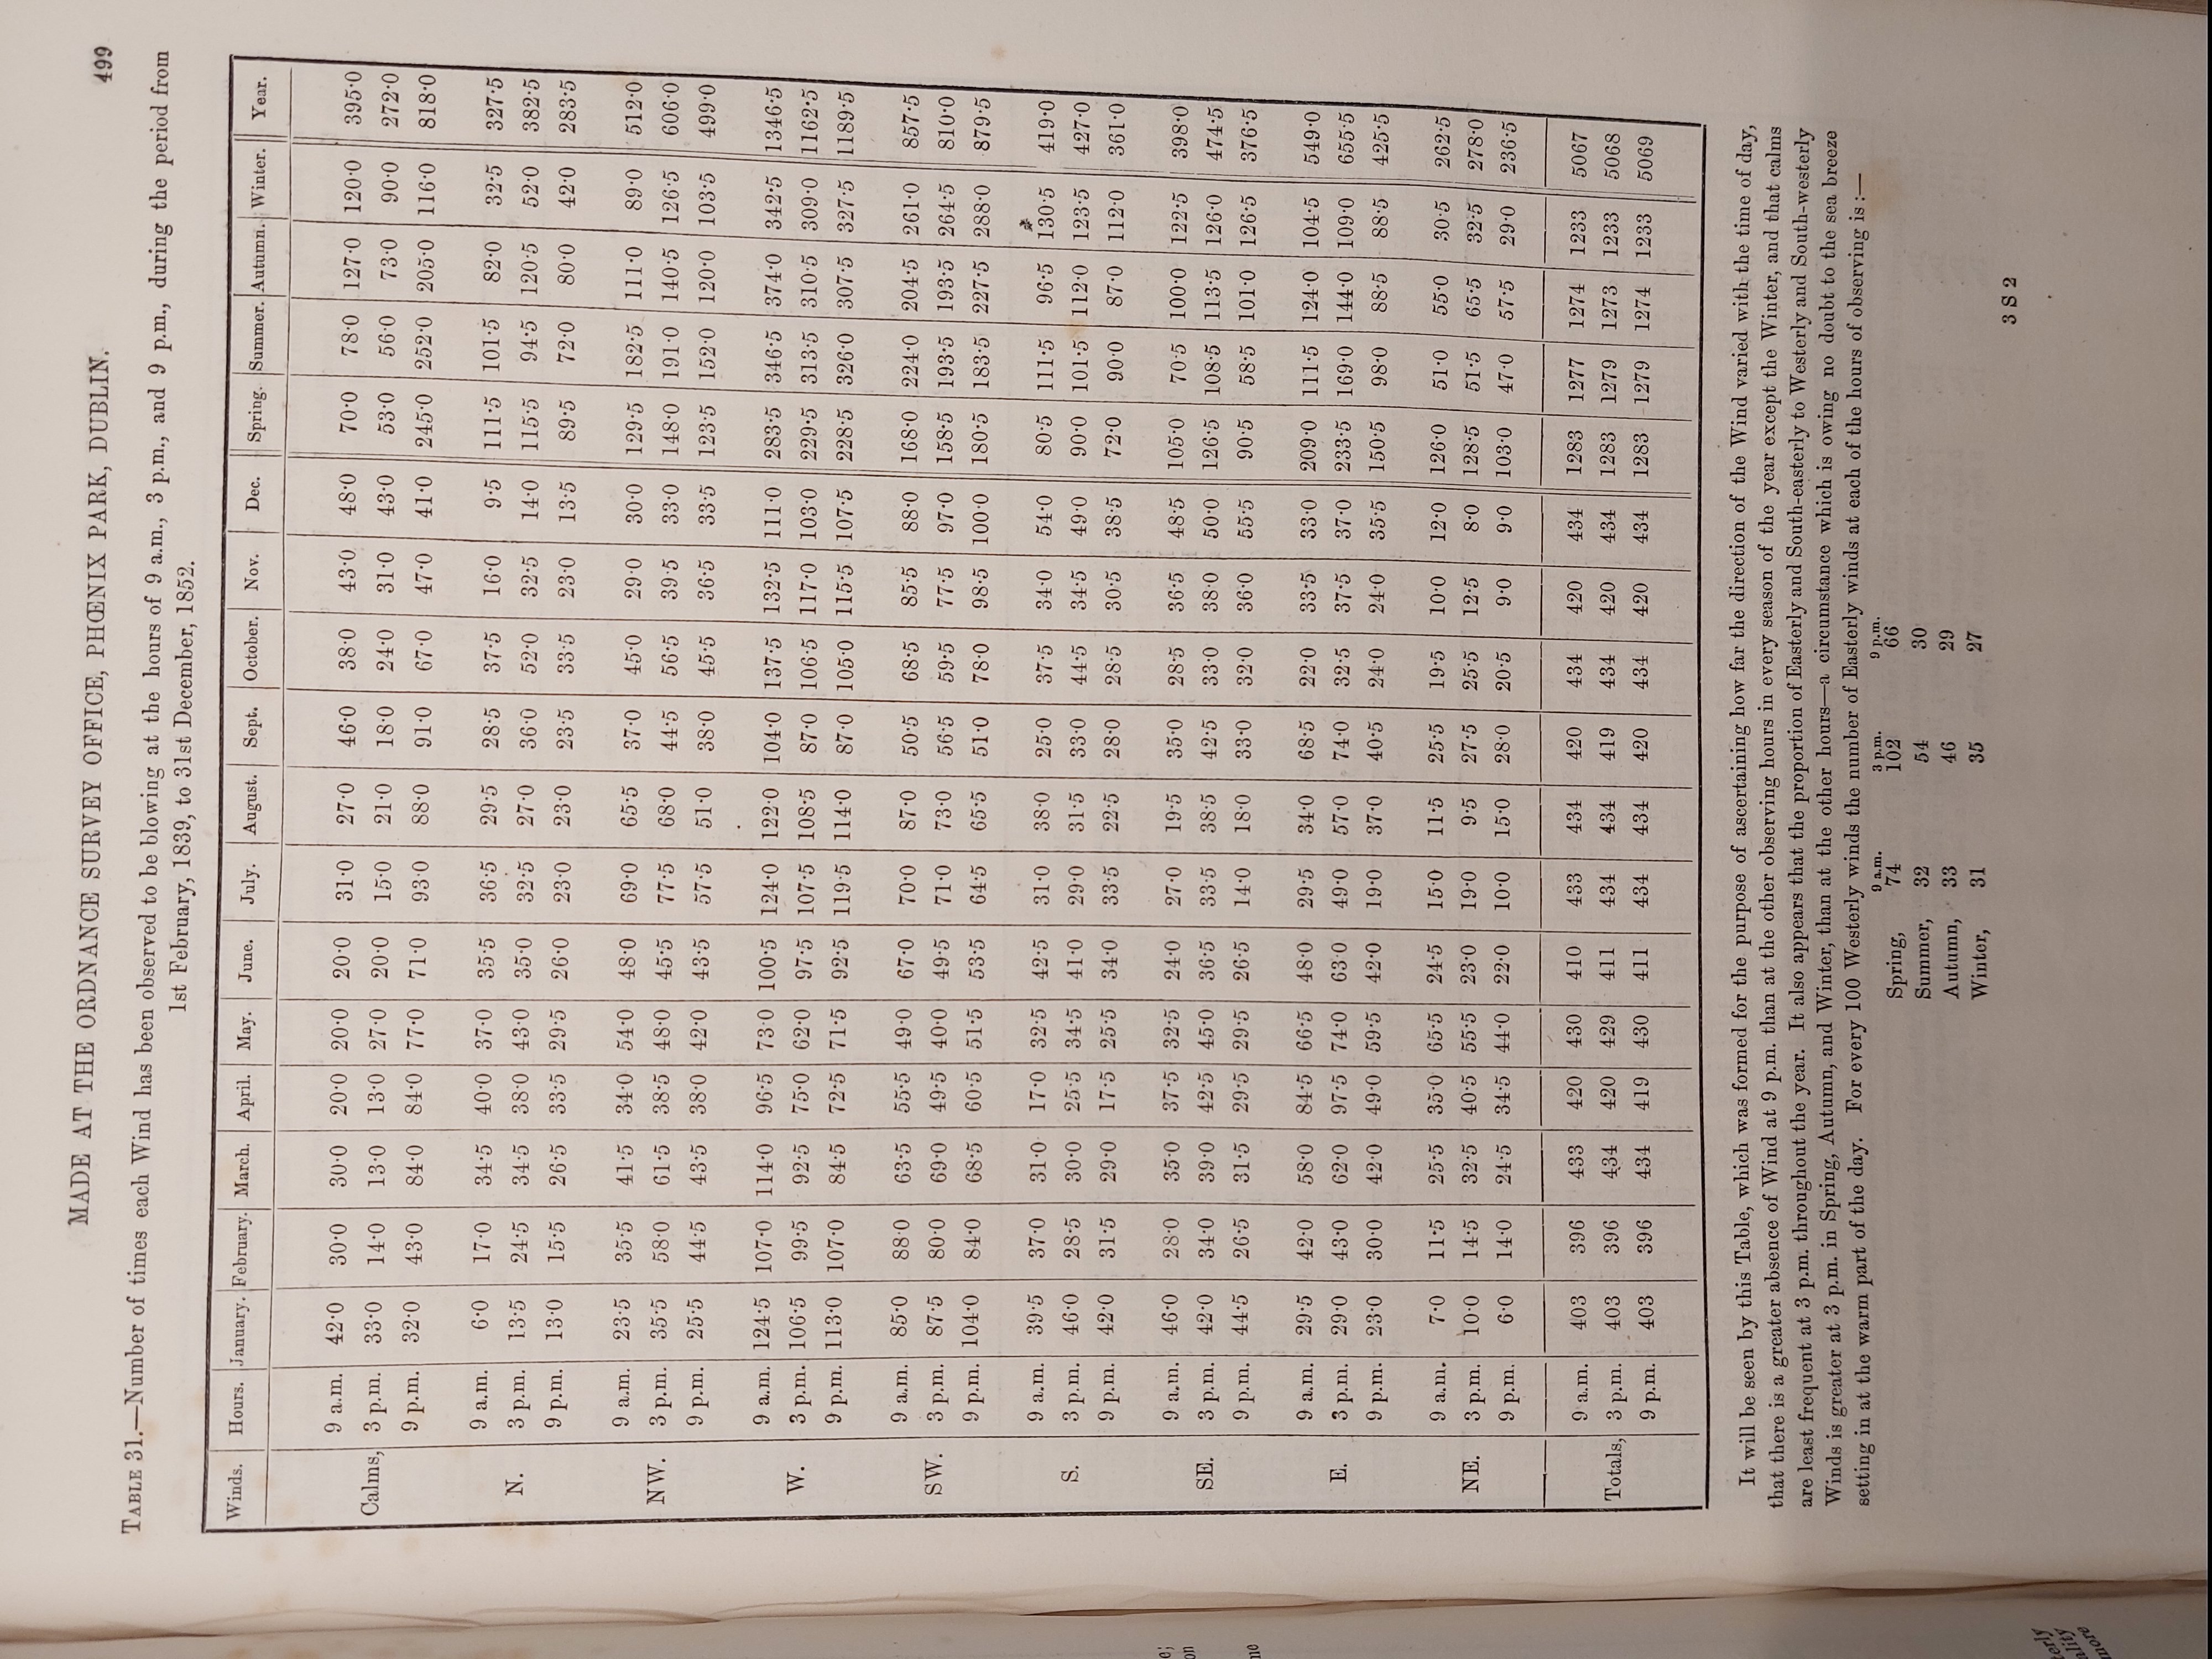 MADE AT THE ORDNANCE SURVEY OFFICE, PHŒNIX PARK, DUBLIN. 499
TABLE 31.—Number of times each Wind has been observed to be blowing at the hours of 9 a.m., 3 p.m., and 9 p.m., during the period from
1st February, 1839, to 31st December, 1852.
Winds. Hours. January. February. March. April. May. June. July. August. Sept. October. Nov. Dec. Spring. Summer. Autumn. Winter. Year.
9 a.m. 42·0 30·0 30·0 20·0 20·0 20·0 31·0 27·0 46·0 38·0 43·0 48·0 70·0 78·0 127·0 120·0 395·0
Calms, 3 p.m. 33·0 14·0 13·0 13·0 27·0 20·0 15·0 21·0 18·0 24·0 31·0 43·0 53·0 56·0 73·0 90·0 272·0
9 p.m. 32·0 43·0 84·0 84·0 77·0 71·0 93·0 88·0 91·0 67·0 47·0 41·0 245·0 252·0 205·0 116·0 818·0
9 a.m. 6·0 17·0 34·5 40·0 37·0 35·5 36·5 29·5 28·5 37·5 16·0 9·5 111·5 101·5 82·0 32·5 327·5
N. 3 p.m. 13·5 24·5 34·5 38·0 43·0 35·0 32·5 27·0 36·0 52·0 32·5 14·0 115·5 94·5 120·5 52·0 382·5
9 p.m. 13·0 15·5 26·5 33·5 29·5 26·0 23·0 23·0 23·5 33·5 23·0 13·5 89·5 72·0 80·0 42·0 283·5
9 a.m. 23·5 35·5 41·5 34·0 54·0 48·0 69·0 65·5 37·0 45·0 29·0 30·0 129·5 182·5 111·0 89·0 512·0
NW. 3 p.m. 35·5 58·0 61·5 38·5 48·0 45·5 77·5 68·0 44·5 56·5 39·5 33·0 148·0 191·0 140·5 126·5 606·0
9 p.m. 25·5 44·5 43·5 38·0 42·0 43·5 57·5 51·0 38·0 45·5 36·5 33·5 123·5 152·0 120·0 103·5 499·0
9 a.m. 124·5 107·0 114·0 96·5 73·0 100·5 124·0 122·0 104·0 137·5 132·5 111·0 283·5 346·5 374·0 342·5 1346·5
W. 3 p.m. 106·5 99·5 92·5 75·0 62·0 97·5 107·5 108·5 87·0 106·5 117·0 103·0 229·5 313·5 310·5 309·0 1162·5
9 p.m. 113·0 107·0 84·5 72·5 71·5 92·5 119·5 114·0 87·0 105·0 115·5 107·5 228·5 326·0 307·5 327·5 1189·5
9 a.m. 85·0 88·0 63·5 55·5 49·0 67·0 70·0 87·0 50·5 68·5 85·5 88·0 168·0 224·0 204·5 261·0 857·5
SW. 3 p.m. 87·5 80·0 69·0 49·5 40·0 49·5 71·0 73·0 56·5 59·5 77·5 97·0 158·5 193·5 193·5 264·5 810·0
9 p.m. 104·0 84·0 68·5 60·5 51·5 53·5 64·5 65·5 51·0 78·0 98·5 100·0 180·5 183·5 227·5 288·0 879·5
9 a.m. 39·5 37·0 31·0 17·0 32·5 42·5 31·0 38·0 25·0 37·5 34·0 54·0 80·5 111·5 96·5 130·5 419·0
S. 3 p.m. 46·0 28·5 30·0 25·5 34·5 41·0 29·0 31·5 33·0 44·5 34·5 49·0 90·0 101·5 112·0 123·5 427·0
9 p.m. 42·0 31·5 29·0 17·5 25·5 34·0 33·5 22·5 28·0 28·5 30·5 38·5 72·0 90·0 87·0 112·0 361·0
9 a.m. 46·0 28·0 35·0 37·5 32·5 24·0 27·0 19·5 35·0 28·5 36·5 48·5 105·0 70·5 100·0 122·5 398·0
SE. 3 p.m. 42·0 34·0 39·0 42·5 45·0 36·5 33·5 38·5 42·5 33·0 38·0 50·0 126·5 108·5 113·5 126·0 474·5
9 p.m. 44·5 26·5 31·5 29·5 29·5 26·5 14·0 18·0 33·0 32·0 36·0 55·5 90·5 58·5 101·0 126·5 376·5
9 a.m. 29·5 42·0 58·0 84·5 66·5 48·0 29·5 34·0 68·5 22·0 33·5 33·0 209·0 111·5 124·0 104·5 549·0
E. 3 p.m. 29·0 43·0 62·0 97·5 74·0 63·0 49·0 57·0 74·0 32·5 37·5 37·0 233·5 169·0 144·0 109·0 655·5
9 p.m. 23·0 30·0 42·0 49·0 59·5 42·0 19·0 37·0 40·5 24·0 24·0 35·5 150·5 98·0 88·5 88·5 425·5
9 a.m. 7·0 11·5 25·5 35·0 65·5 24·5 15·0 11·5 25·5 19·5 10·0 12·0 126·0 51·0 55·0 30·5 262·5
NE. 3 p.m. 10·0 14·5 32·5 40·5 55·5 23·0 19·0 9·5 27·5 25·5 12·5 8·0 128·5 51·5 65·5 32·5 278·0
9 p.m. 6·0 14·0 24·5 34·5 44·0 22·0 10·0 15·0 28·0 20·5 9·0 9·0 103·0 47·0 57·5 29·0 236·5
9 a.m. 403 396 433 420 430 410 433 434 420 434 420 434 1283 1277 1274 1233 5067
Totals, 3 p.m. 403 396 434 420 429 411 434 434 419 434 420 434 1283 1279 1273 1233 5068
9 p.m. 403 396 434 419 430 411 434 434 420 434 420 434 1283 1279 1274 1233 5069
It will be seen by this Table, which was formed for the purpose of ascertaining how far the direction of the Wind varied with the time of day,
that there is a greater absence of Wind at 9 p.m. than at the other observing hours in every season of the year except the Winter, and that calms
are least frequent at 3 p.m. throughout the year. It also appears that the proportion of Easterly and South-easterly to Westerly and South-westerly
Winds is greater at 3 p.m. in Spring, Autumn, and Winter, than at the other hours—a circumstance which is owing no doubt to the sea breeze
setting in at the warm part of the day. For every 100 Westerly winds the number of Easterly winds at each of the hours of observing is :—
9 a.m. 3 p.m. 9 p.m.
Spring, 74 102 66
Summer, 32 54 30
Autumn, 33 46 29
Winter, 31 35 27
3 S 2